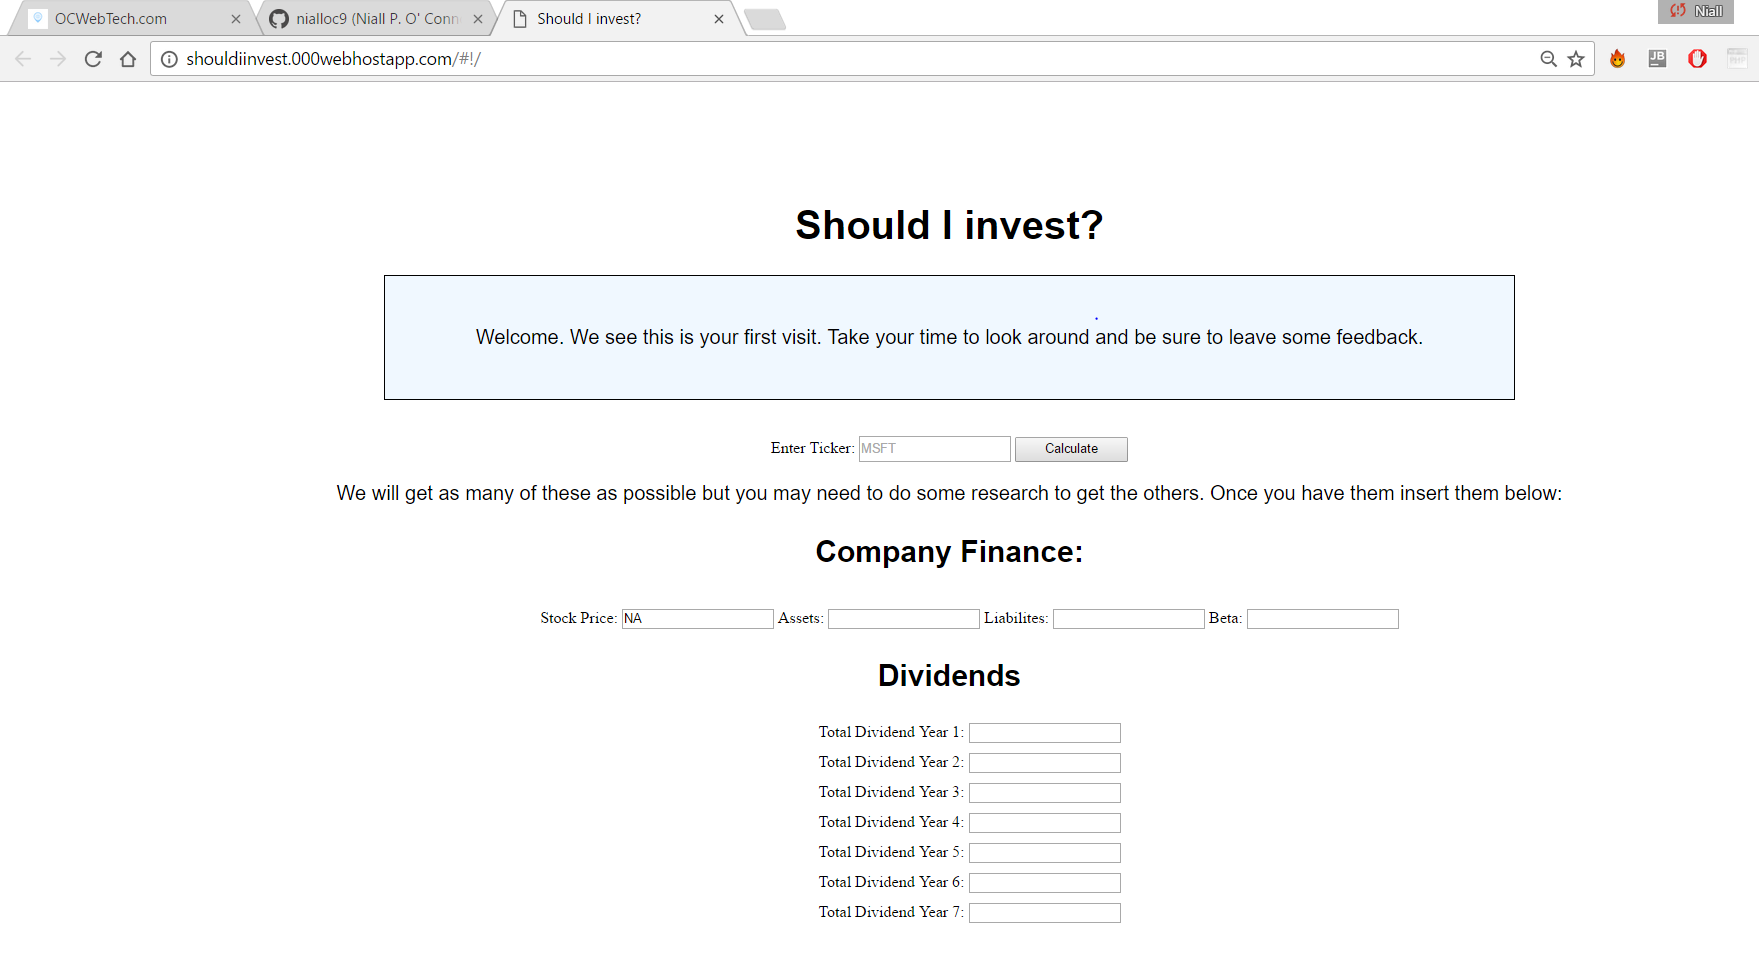 OCWebTech.com
nialloc9 (Niall P. O' Conn
Should I invest?
Niall
shouldiinvest.000webhostapp.com/#!/
JB
Should I invest?
Welcome. We see this is your first visit. Take your time to look around and be sure to leave some feedback.
Enter Ticker: MSFT Calculate
We will get as many of these as possible but you may need to do some research to get the others. Once you have them insert them below:
Company Finance:
Stock Price: NA Assets: Liabilites: Beta:
Dividends
Total Dividend Year 1:
Total Dividend Year 2:
Total Dividend Year 3:
Total Dividend Year 4:
Total Dividend Year 5:
Total Dividend Year 6:
Total Dividend Year 7: